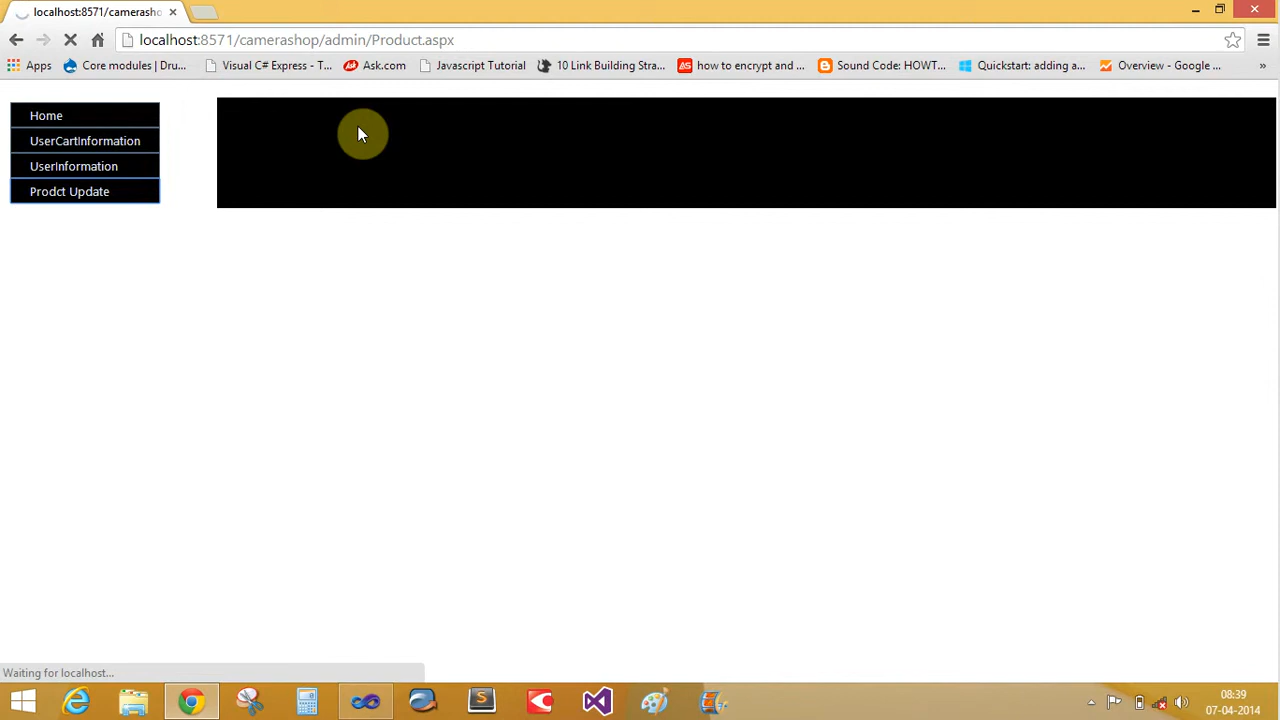 localhost:8571/camerasho
localhost:8571/camerashop/admin/Product.aspx
Apps Core modules | Dru... Visual C# Express - T... Ask.com Javascript Tutorial 10 Link Building Stra... how to encrypt and ... Sound Code: HOWT... Quickstart: adding a... Overview - Google ... »
Home
UserCartInformation
UserInformation
Prodct Update
Waiting for localhost...
08:39
07-04-2014